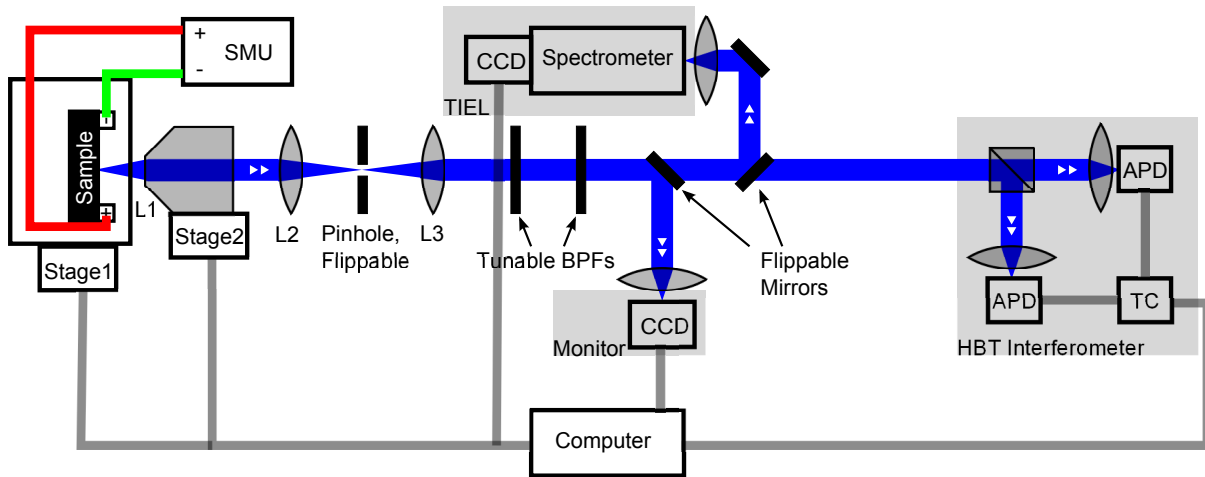 +
SMU
-
CCD
Spectrometer
TIEL
-
Sample
+
L1
Stage2
L2
Pinhole,
Flippable
L3
Tunable BPFs
Flippable
Mirrors
APD
Stage1
CCD
Monitor
APD
TC
HBT Interferometer
Computer